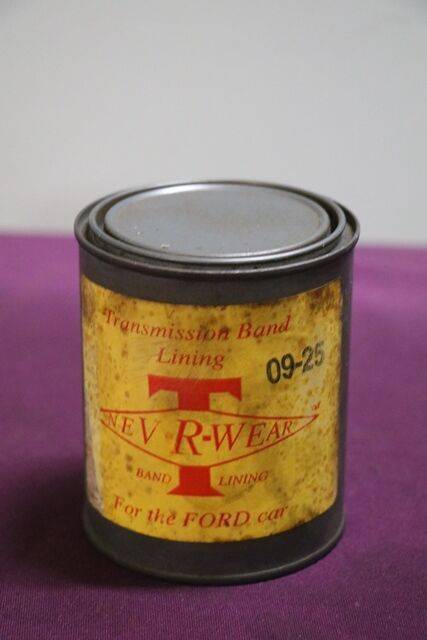 Transmission Band
Lining
09-25
T
NEV R-WEAR
BAND LINING
For the FORD car